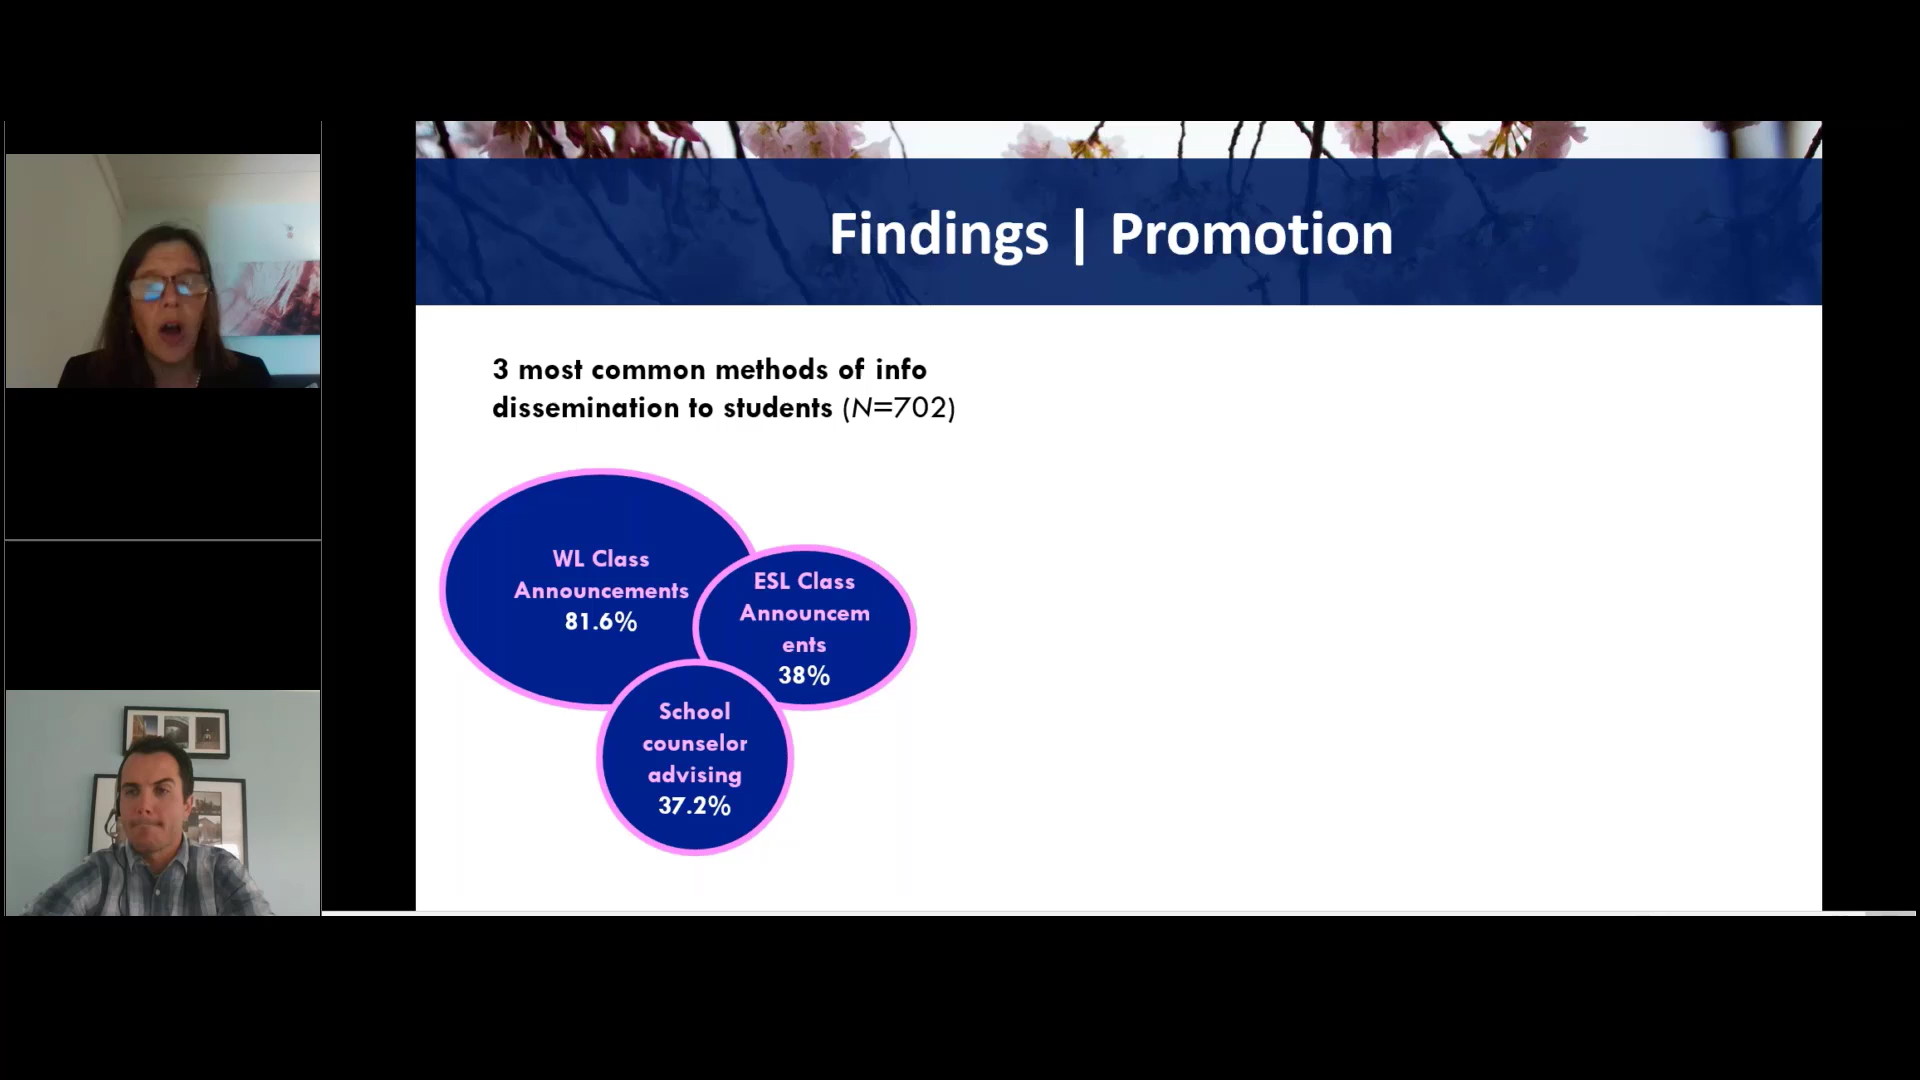 Findings | Promotion
3 most common methods of info
dissemination to students (N=702)
WL Class
Announcements
81.6%
ESL Class
Announcem
ents
38%
School
counselor
advising
37.2%